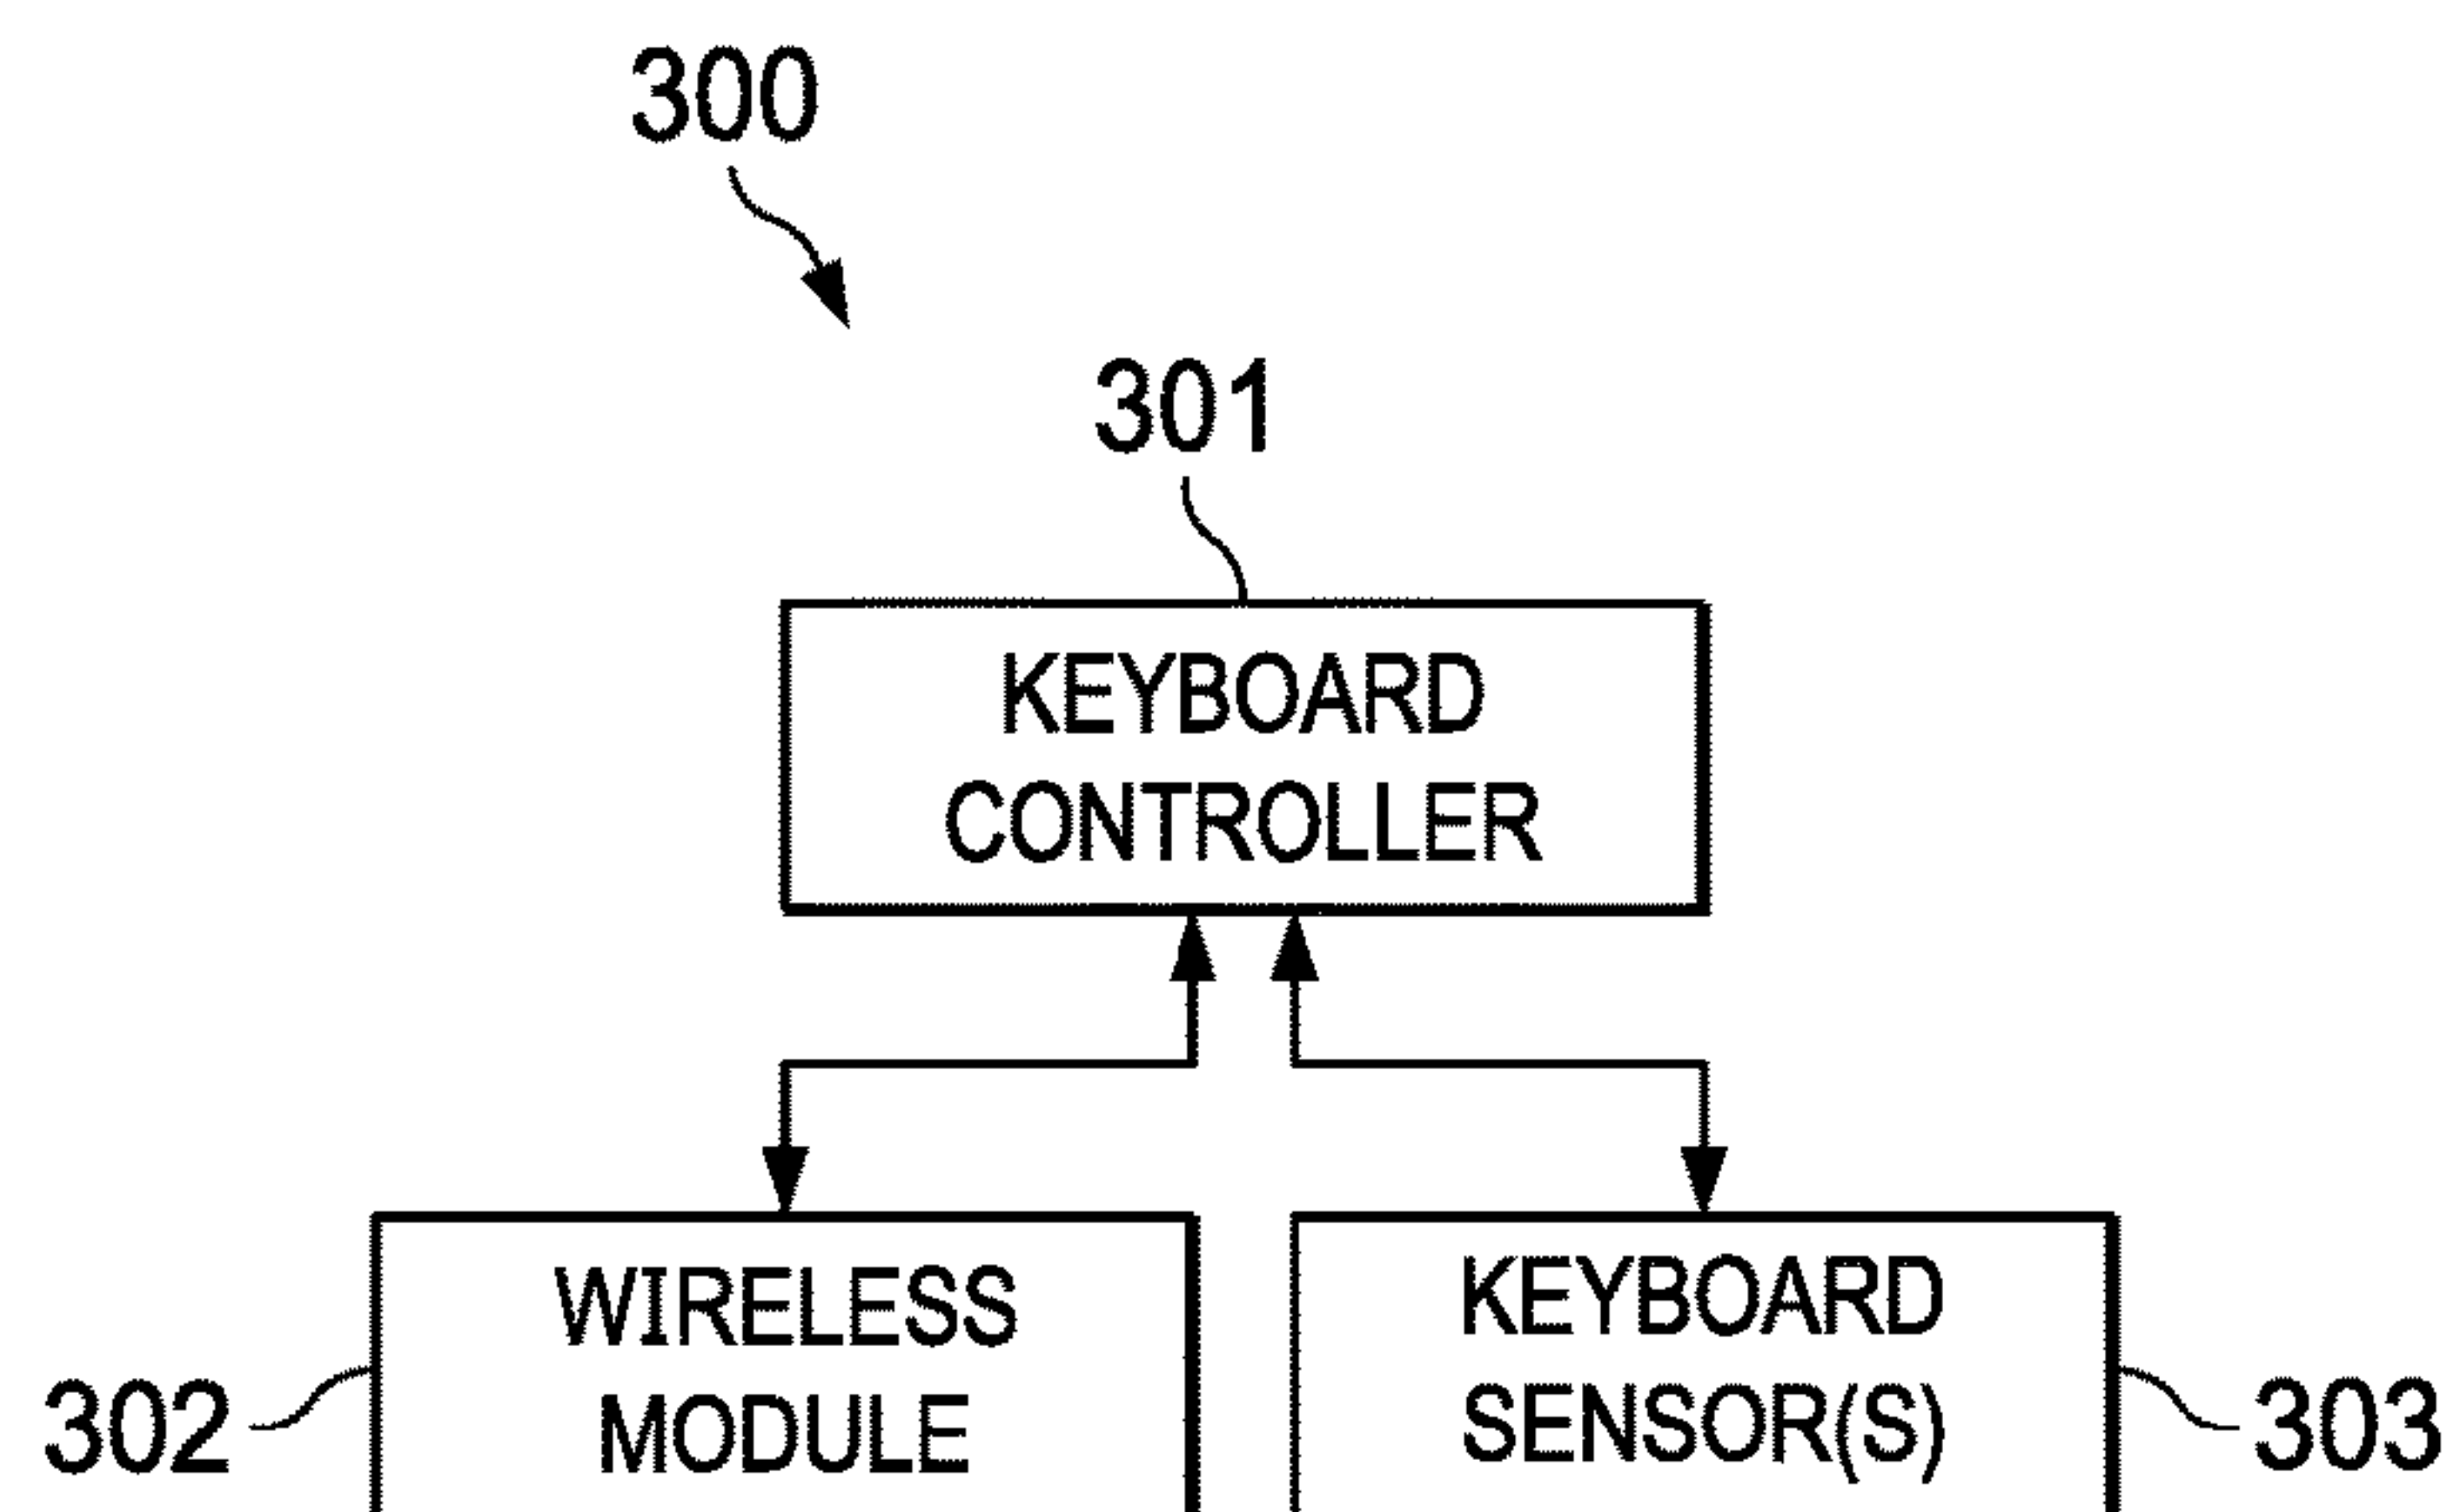 300
301
KEYBOARD
CONTROLLER
WIRELESS
MODULE
302
KEYBOARD
SENSOR(S)
303